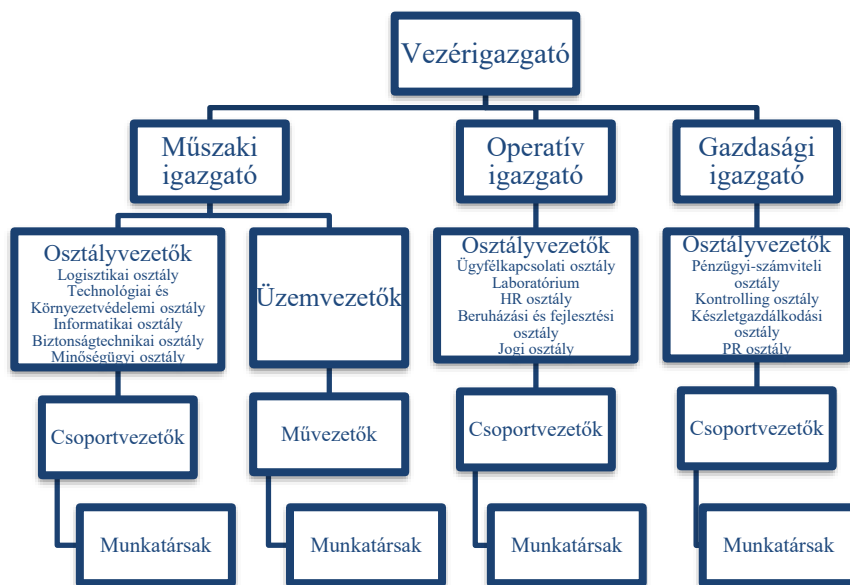 Vezérigazgató
Műszaki
igazgató
Operatív
igazgató
Gazdasági
igazgató
Osztályvezetők
Logisztikai osztály
Technológiai és
Környezetvédelemi osztály
Informatikai osztály
Biztonságtechnikai osztály
Minőségügyi osztály
Üzemvezetők
Osztályvezetők
Ügyfélkapcsolati osztály
Laboratórium
HR osztály
Beruházási és fejlesztési
osztály
Jogi osztály
Osztályvezetők
Pénzügyi-számviteli
osztály
Kontrolling osztály
Készletgazdálkodási
osztály
PR osztály
Csoportvezetők
Művezetők
Csoportvezetők
Csoportvezetők
Munkatársak
Munkatársak
Munkatársak
Munkatársak